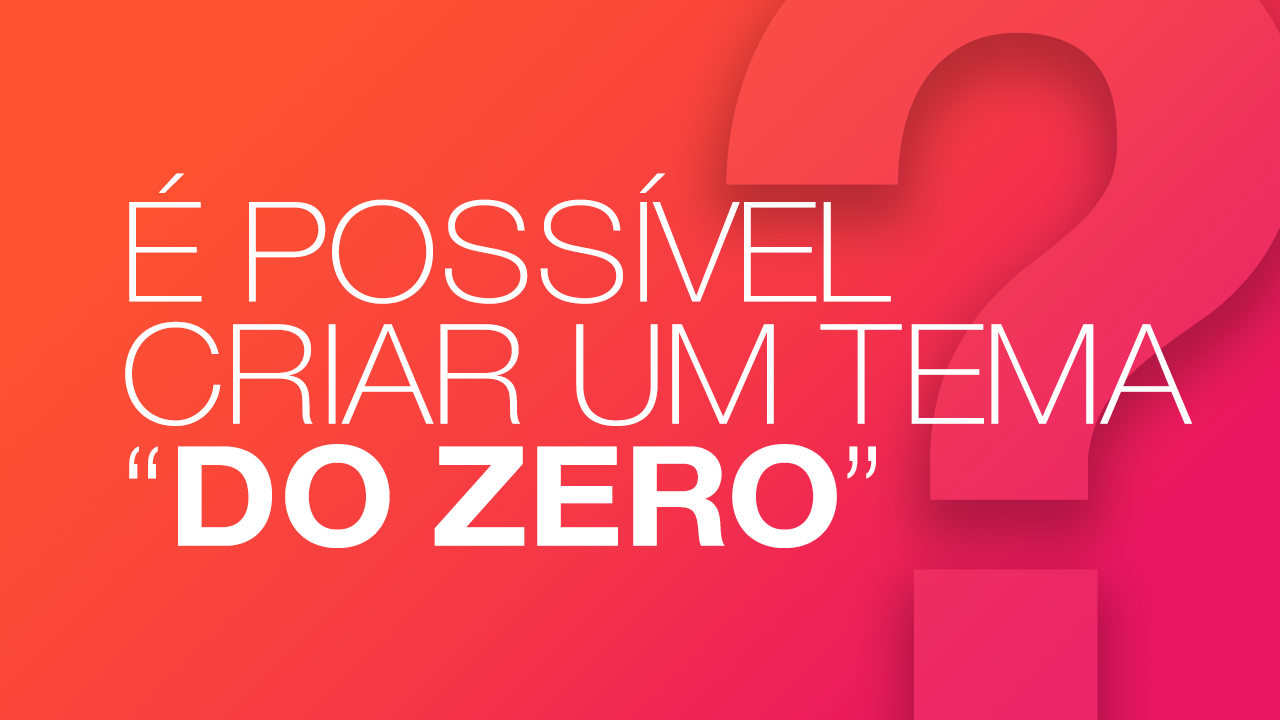 É POSSÍVEL
CRIAR UM TEMA
“DO ZERO”
?